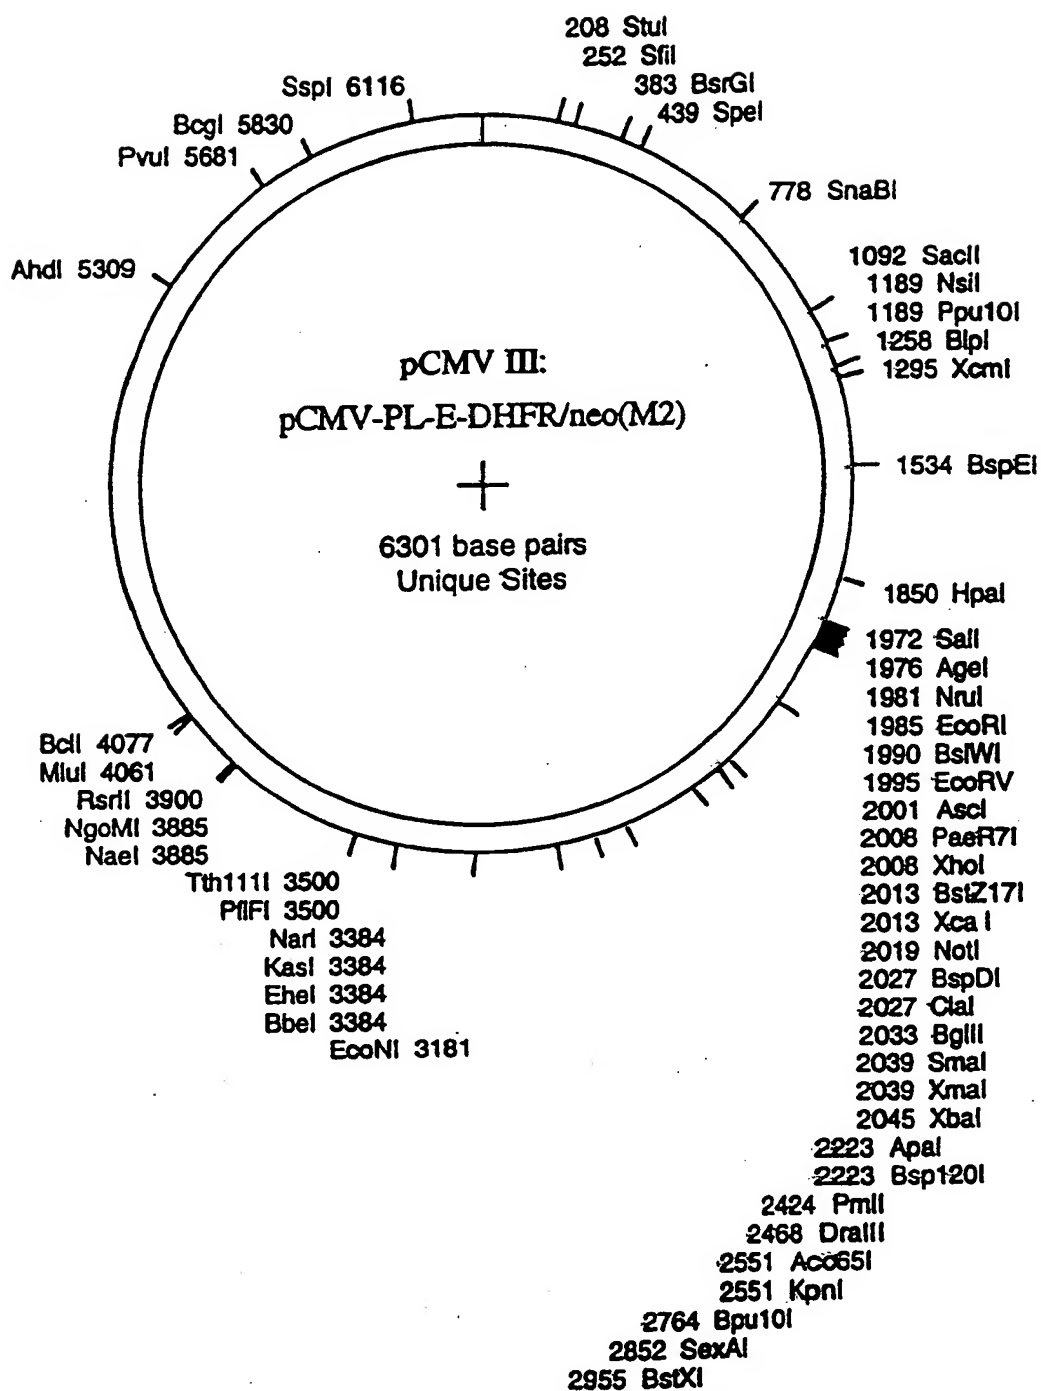 208 StuI
252 SfiI
383 BsrGI
439 SpeI
778 SnaBI
1092 SacII
1189 NsiI
1189 Ppu10I
1258 BlpI
1295 XcmI
1534 BspEI
1850 HpaI
1972 SalI
1976 AgeI
1981 NruI
1985 EcoRI
1990 BsiWI
1995 EcoRV
2001 AscI
2008 PaeR7I
2008 XhoI
2013 BstZ17I
2013 Xca I
2019 NotI
2027 BspDI
2027 ClaI
2033 BglII
2039 SmaI
2039 XmaI
2045 XbaI
2223 ApaI
2223 Bsp120I
2424 PmlI
2468 DraIII
2551 Acc65I
2551 KpnI
2764 Bpu10I
2852 SexAI
2955 BstXI
EcoNI 3181
BbeI 3384
EheI 3384
KasI 3384
NarI 3384
PflFI 3500
Tth111I 3500
NaeI 3885
NgoMI 3885
RsrII 3900
MluI 4061
BclI 4077
AhdI 5309
PvuI 5681
BcgI 5830
SspI 6116
pCMV III:
pCMV-PL-E-DHFR/neo(M2)
6301 base pairs
Unique Sites